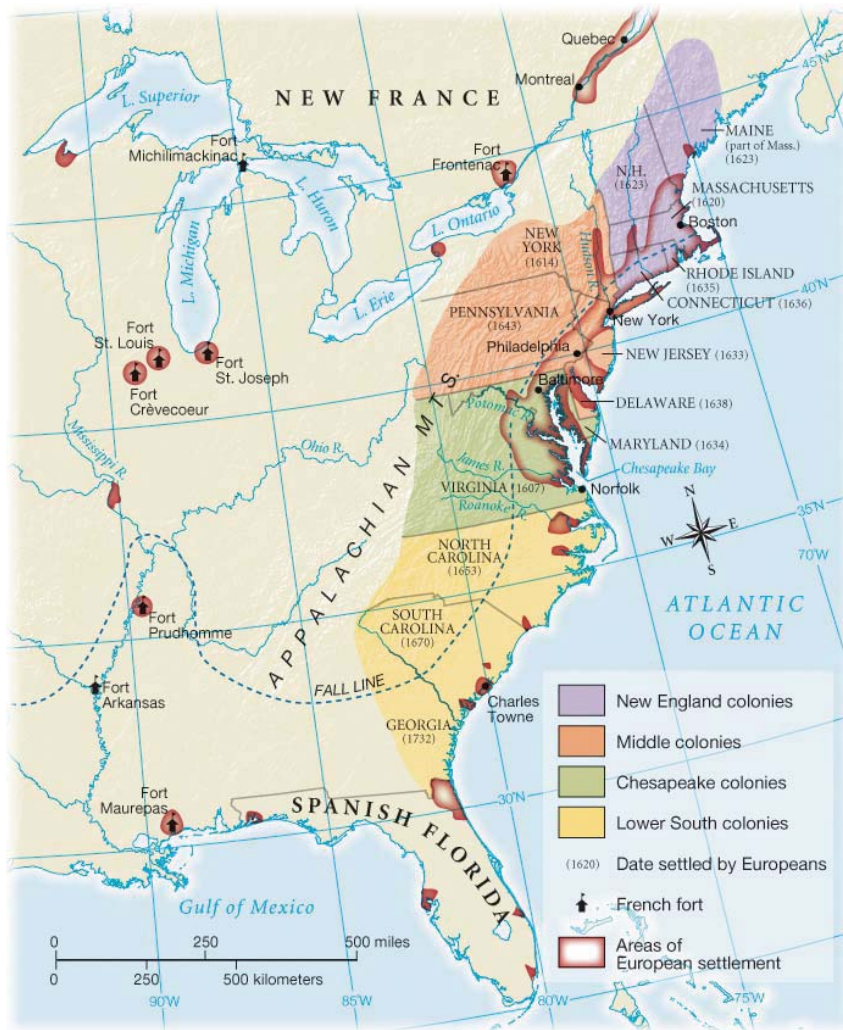 Quebec
Montreal
NEW FRANCE
45°N
L. Superior
Fort
Michilimackinac
Fort
Frontenac
MAINE
(part of Mass.)
(1623)
N.H.
(1623)
MASSACHUSETTS
(1620)
Boston
L. Huron
L. Ontario
L. Michigan
NEW
YORK
(1614)
Hudson R.
RHODE ISLAND
(1635)
CONNECTICUT (1636)
40°N
L. Erie
PENNSYLVANIA
(1643)
New York
Fort
St. Louis
Fort
St. Joseph
Fort
Crèvecoeur
Philadelphia
NEW JERSEY (1633)
Baltimore
DELAWARE (1638)
Potomac R.
MARYLAND (1634)
Mississippi R.
Ohio R.
APPALACHIAN MTS.
James R.
Chesapeake Bay
VIRGINIA (1607)
Norfolk
Roanoke R.
N
W
E
S
35°N
70°W
NORTH
CAROLINA
(1653)
Fort
Prudhomme
SOUTH
CAROLINA
(1670)
ATLANTIC
OCEAN
FALL LINE
Fort
Arkansas
Charles
Towne
GEORGIA
(1732)
Fort
Maurepas
30°N
SPANISH FLORIDA
Gulf of Mexico
New England colonies
Middle colonies
Chesapeake colonies
Lower South colonies
(1620) Date settled by Europeans
French fort
Areas of
European settlement
0 250 500 miles
0 250 500 kilometers
90°W
85°W
80°W
75°W